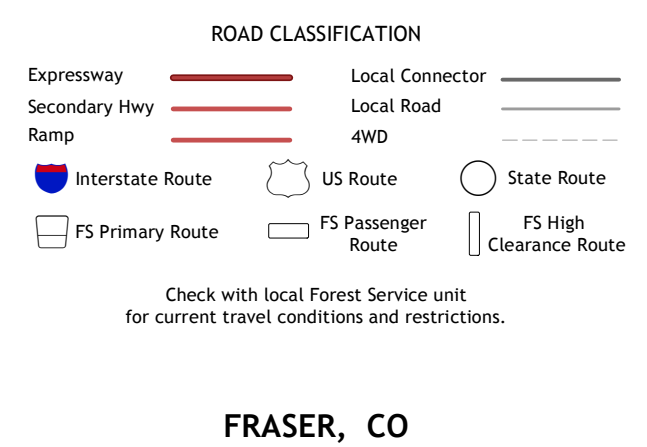 ROAD CLASSIFICATION
Expressway
Local Connector
Secondary Hwy
Local Road
Ramp
4WD
Interstate Route
US Route
State Route
FS Primary Route
FS Passenger
Route
FS High
Clearance Route
Check with local Forest Service unit
for current travel conditions and restrictions.
FRASER, CO